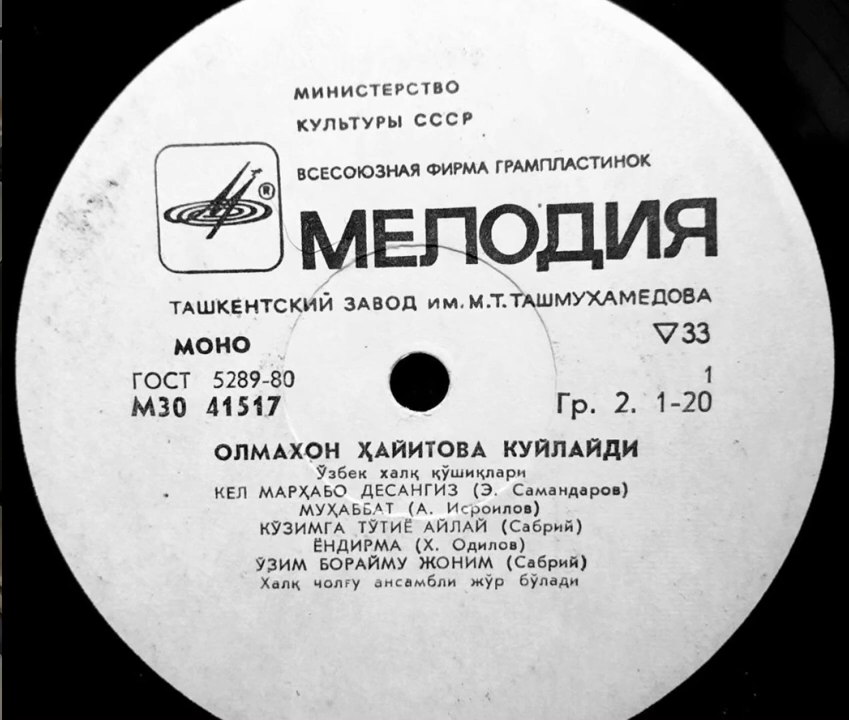 МИНИСТЕРСТВО
КУЛЬТУРЫ СССР
ВСЕСОЮЗНАЯ ФИРМА ГРАМПЛАСТИНОК
®
МЕЛОДИЯ
ТАШКЕНТСКИЙ ЗАВОД ИМ. М.Т. ТАШМУХАМЕДОВА
МОНО
▽33
ГОСТ 5289-80
1
М30 41517
Гр. 2. 1-20
ОЛМАХОН ҲАЙИТОВА КУЙЛАЙДИ
Ўзбек халқ қўшиқлари
КЕЛ МАРҲАБО ДЕСАНГИЗ (Э. Самандаров)
МУҲАББАТ (А. Исроилов)
КЎЗИМГА ТЎТИЁ АЙЛАЙ (Сабрий)
ЁНДИРМА (Х. Одилов)
ЎЗИМ БОРАЙМУ ЖОНИМ (Сабрий)
Халқ чолғу ансамбли жўр бўлади